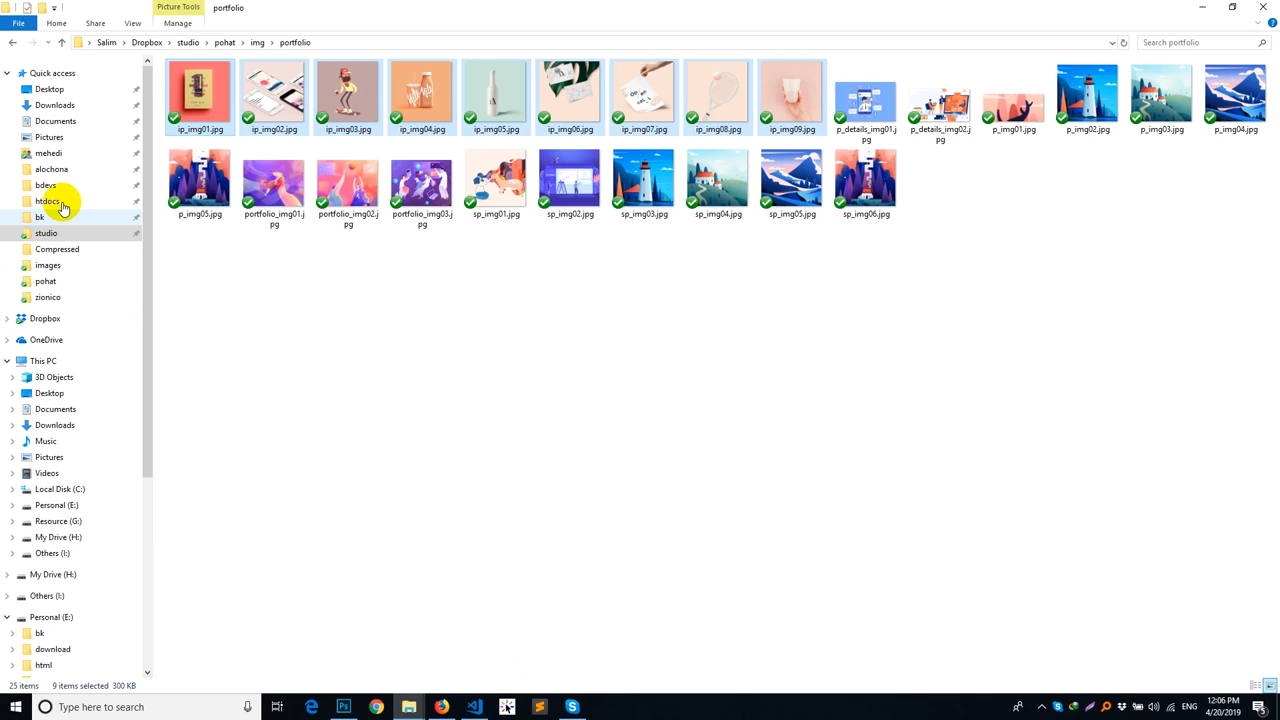 Picture Tools
portfolio
File
Home
Share
View
Manage
Salim
Dropbox
studio
pohat
img
portfolio
Search portfolio
Quick access
Desktop
Downloads
Documents
Pictures
mehedi
alochona
bdevs
htdocs
bk
studio
Compressed
images
pohat
zionico
Dropbox
OneDrive
This PC
3D Objects
Desktop
Documents
Downloads
Music
Pictures
Videos
Local Disk (C:)
Personal (E:)
Resource (G:)
My Drive (H:)
Others (I:)
My Drive (H:)
Others (I:)
Personal (E:)
bk
download
html
ip_img01.jpg
ip_img02.jpg
ip_img03.jpg
ip_img04.jpg
ip_img05.jpg
ip_img06.jpg
ip_img07.jpg
ip_img08.jpg
ip_img09.jpg
p_details_img01.j
pg
p_details_img02.j
pg
p_img01.jpg
p_img02.jpg
p_img03.jpg
p_img04.jpg
p_img05.jpg
portfolio_img01.j
pg
portfolio_img02.j
pg
portfolio_img03.j
pg
sp_img01.jpg
sp_img02.jpg
sp_img03.jpg
sp_img04.jpg
sp_img05.jpg
sp_img06.jpg
25 items
9 items selected 300 KB
Type here to search
ENG
12:06 PM
4/20/2019
5